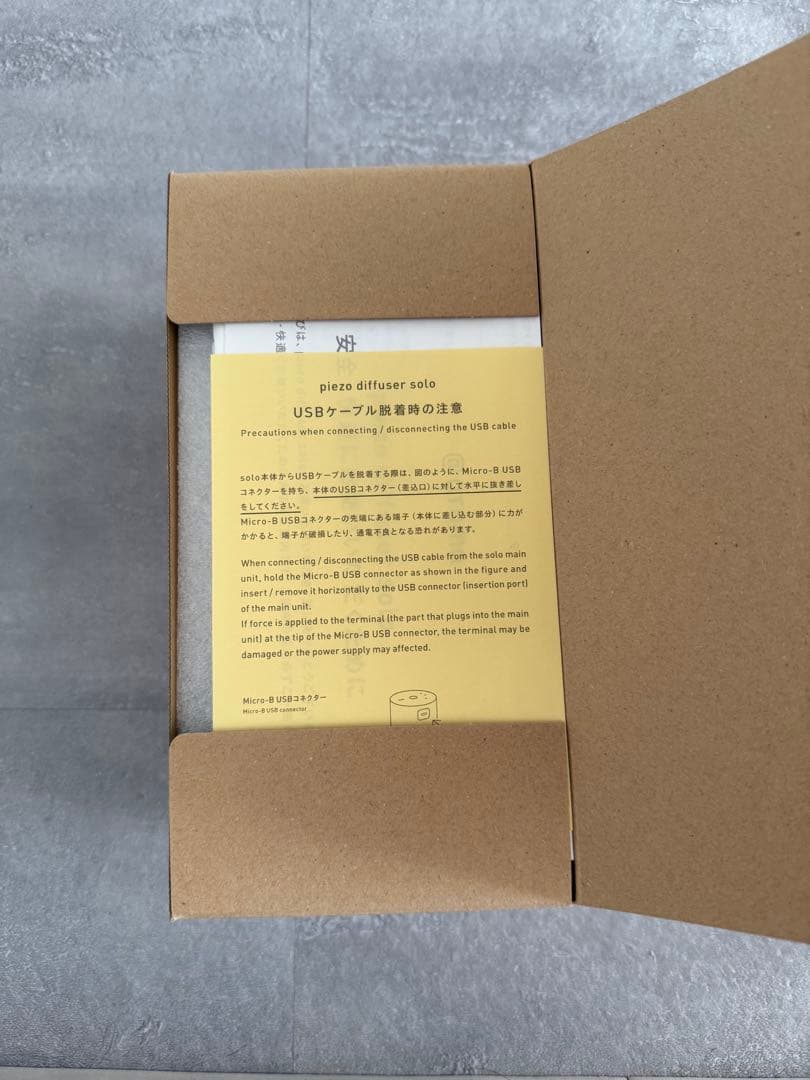 piezo diffuser solo
USBケーブル脱着時の注意
Precautions when connecting / disconnecting the USB cable
solo本体からUSBケーブルを脱着する際は、図のように、Micro-B USB
コネクターを持ち、本体のUSBコネクター（差込口）に対して水平に抜き差し
をしてください。
Micro-B USBコネクターの先端にある端子（本体に差し込む部分）に力が
かかると、端子が破損したり、通電不良となる恐れがあります。
When connecting / disconnecting the USB cable from the solo main
unit, hold the Micro-B USB connector as shown in the figure and
insert / remove it horizontally to the USB connector (insertion port)
of the main unit.
If force is applied to the terminal (the part that plugs into the main
unit) at the tip of the Micro-B USB connector, the terminal may be
damaged or the power supply may affected.
Micro-B USBコネクター
Micro-B USB connector
安全
びは、
・快適